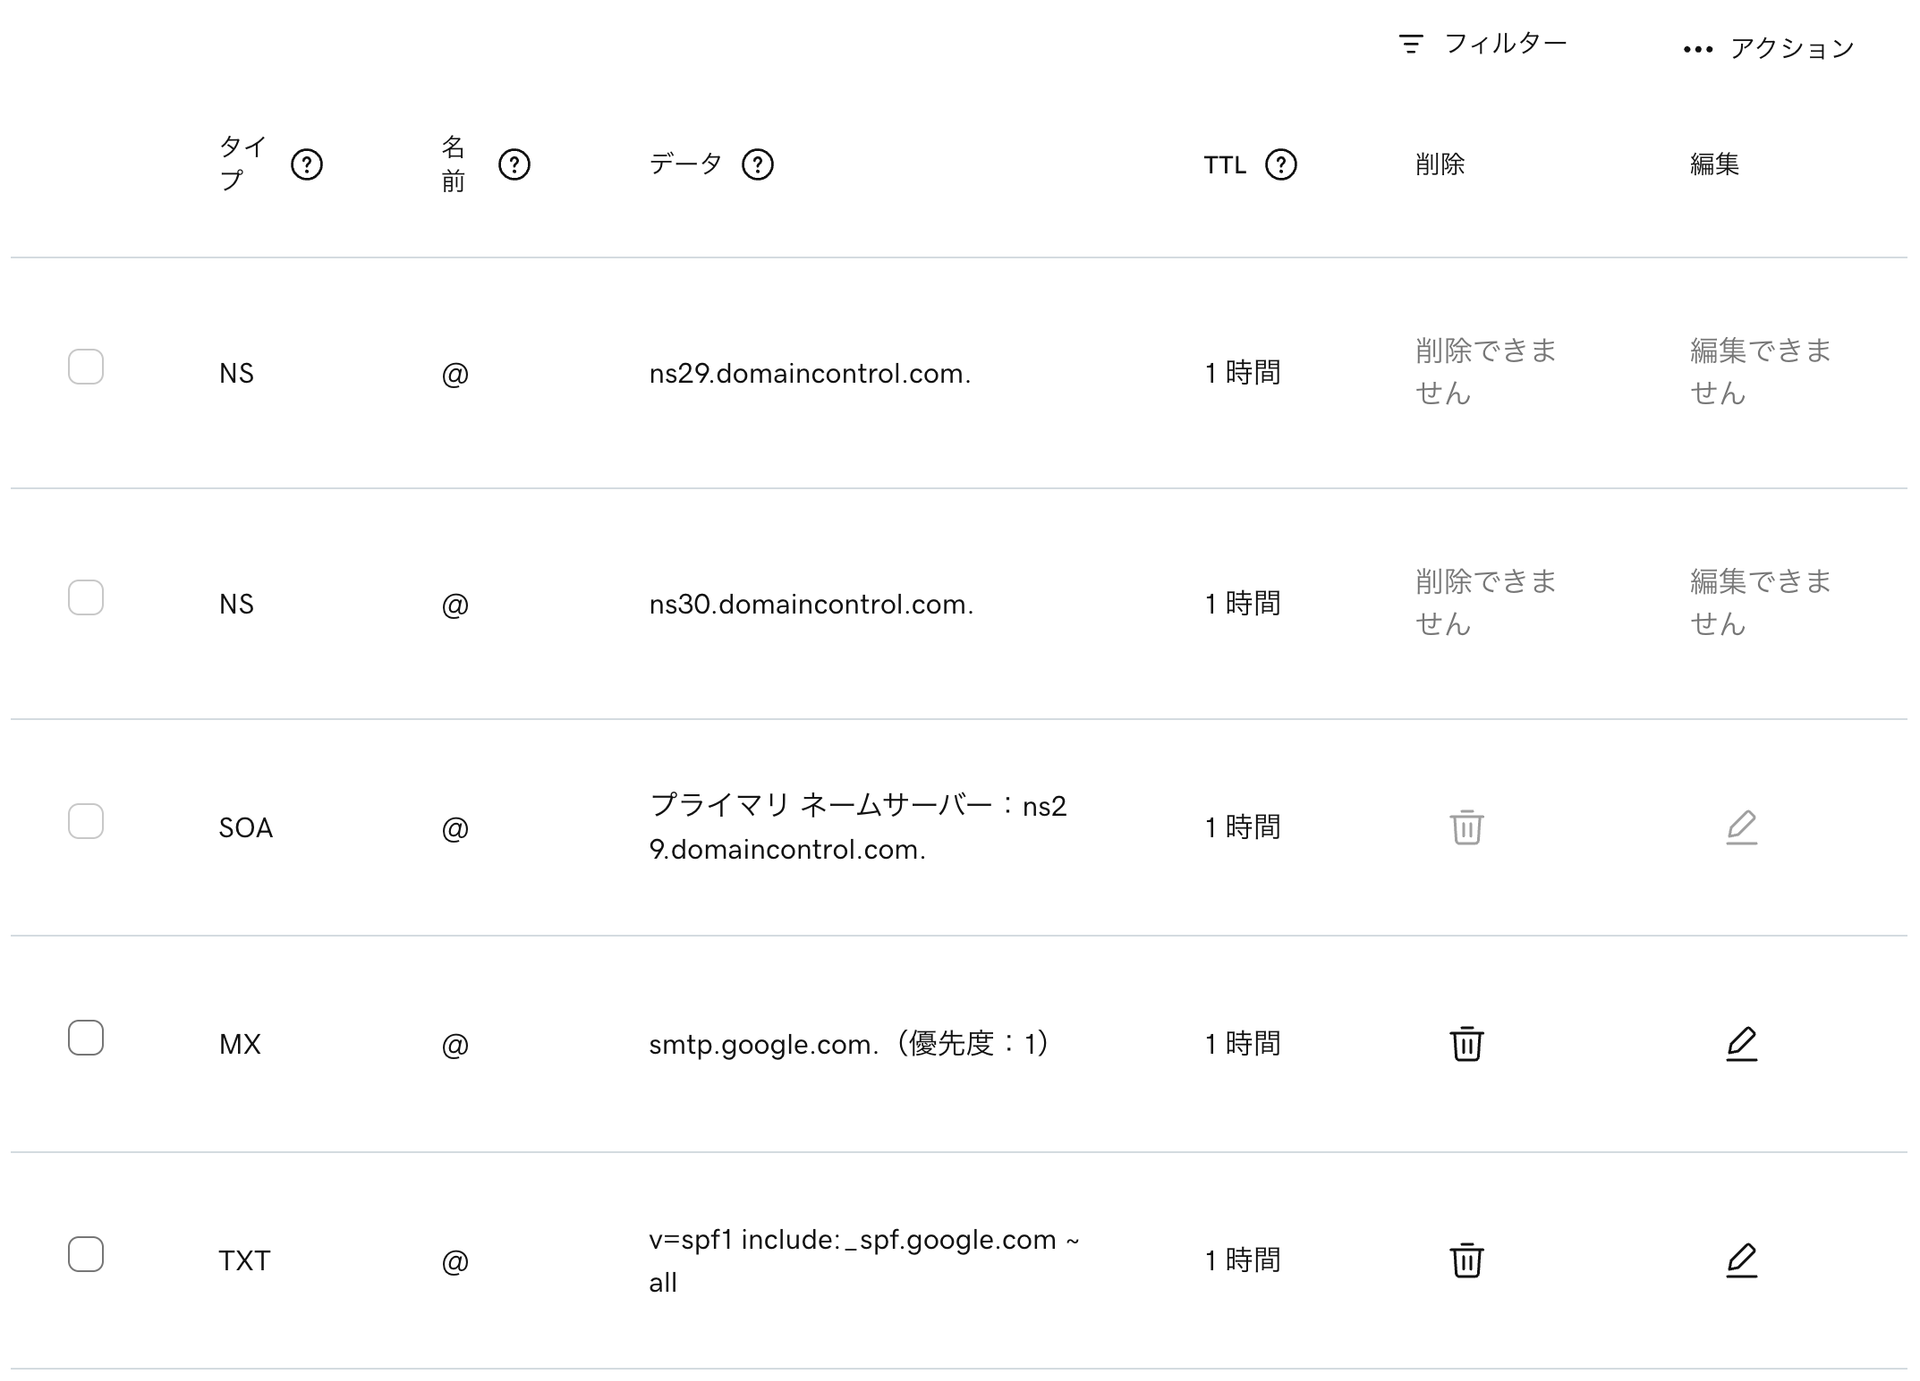 フィルター
アクション
タイプ
名前
データ
TTL
削除
編集
NS
@
ns29.domaincontrol.com.
1 時間
削除できま
せん
編集できま
せん
NS
@
ns30.domaincontrol.com.
1 時間
削除できま
せん
編集できま
せん
SOA
@
プライマリ ネームサーバー：ns2
9.domaincontrol.com.
1 時間
MX
@
smtp.google.com.（優先度：1）
1 時間
TXT
@
v=spf1 include:_spf.google.com ~
all
1 時間